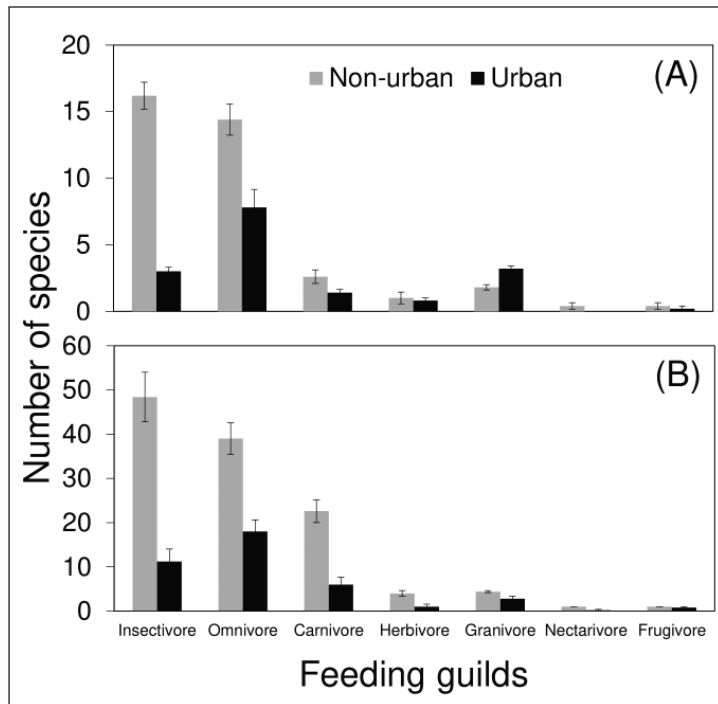 20
Non-urban Urban (A)
15
10
5
0
Number of species
60
(B)
50
40
30
20
10
0
Insectivore Omnivore Carnivore Herbivore Granivore Nectarivore Frugivore
Feeding guilds